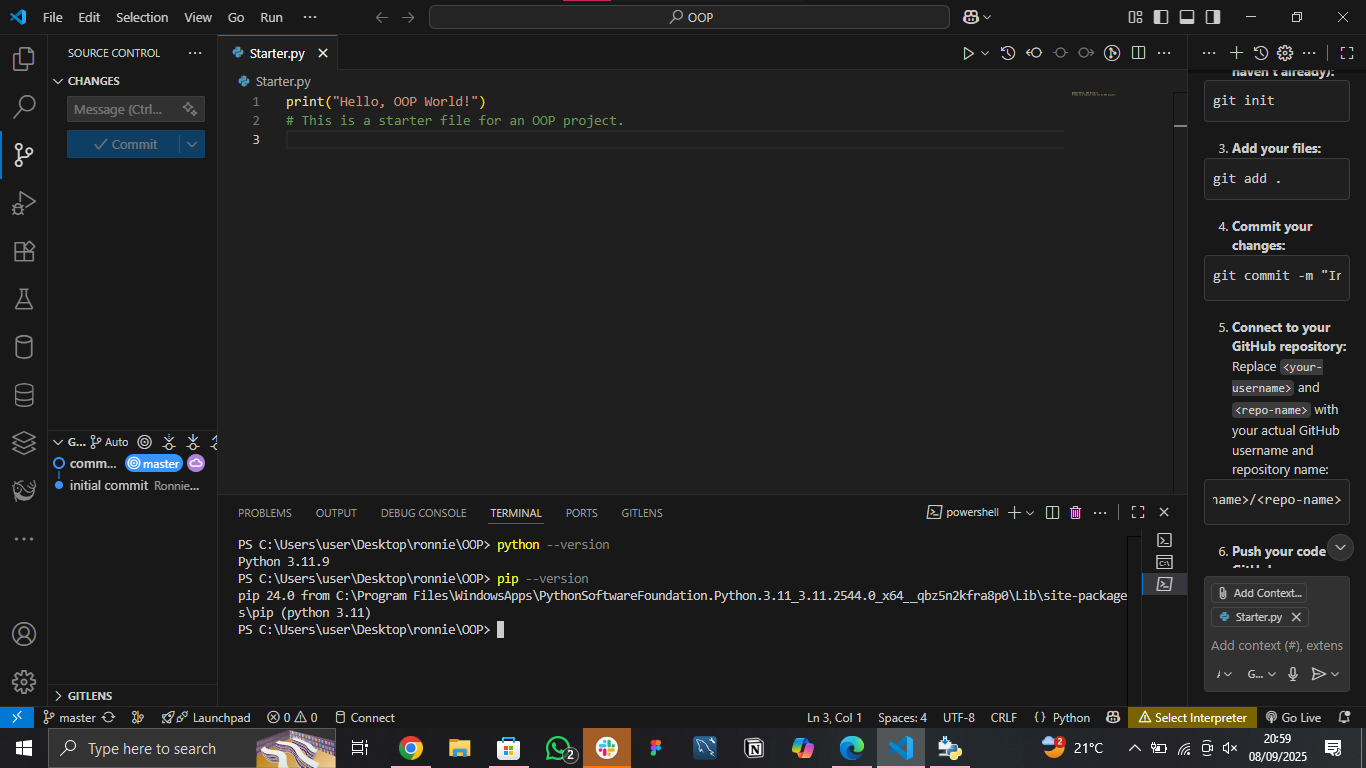 File Edit Selection View Go Run ···
OOP
SOURCE CONTROL ···
CHANGES
Message (Ctrl...
Commit
Starter.py
Starter.py
1 print("Hello, OOP World!")
2 # This is a starter file for an OOP project.
3
G... Auto
comm... master
initial commit Ronnie...
GITLENS
PROBLEMS OUTPUT DEBUG CONSOLE TERMINAL PORTS GITLENS
powershell
PS C:\Users\user\Desktop\ronnie\OOP> python --version
Python 3.11.9
PS C:\Users\user\Desktop\ronnie\OOP> pip --version
pip 24.0 from C:\Program Files\WindowsApps\PythonSoftwareFoundation.Python.3.11_3.11.2544.0_x64__qbz5n2kfra8p0\Lib\site-package
s\pip (python 3.11)
PS C:\Users\user\Desktop\ronnie\OOP>
haven't already):
git init
3. Add your files:
git add .
4. Commit your
changes:
git commit -m "Ir
5. Connect to your
GitHub repository:
Replace <your-
username> and
<repo-name> with
your actual GitHub
username and
repository name:
name>/<repo-name>
6. Push your code
Add Context...
Starter.py
Add context (#), extens
G...
master Launchpad 0 0 Connect
Ln 3, Col 1 Spaces: 4 UTF-8 CRLF {} Python Select Interpreter Go Live
Type here to search
2
2
21°C
20:59
08/09/2025